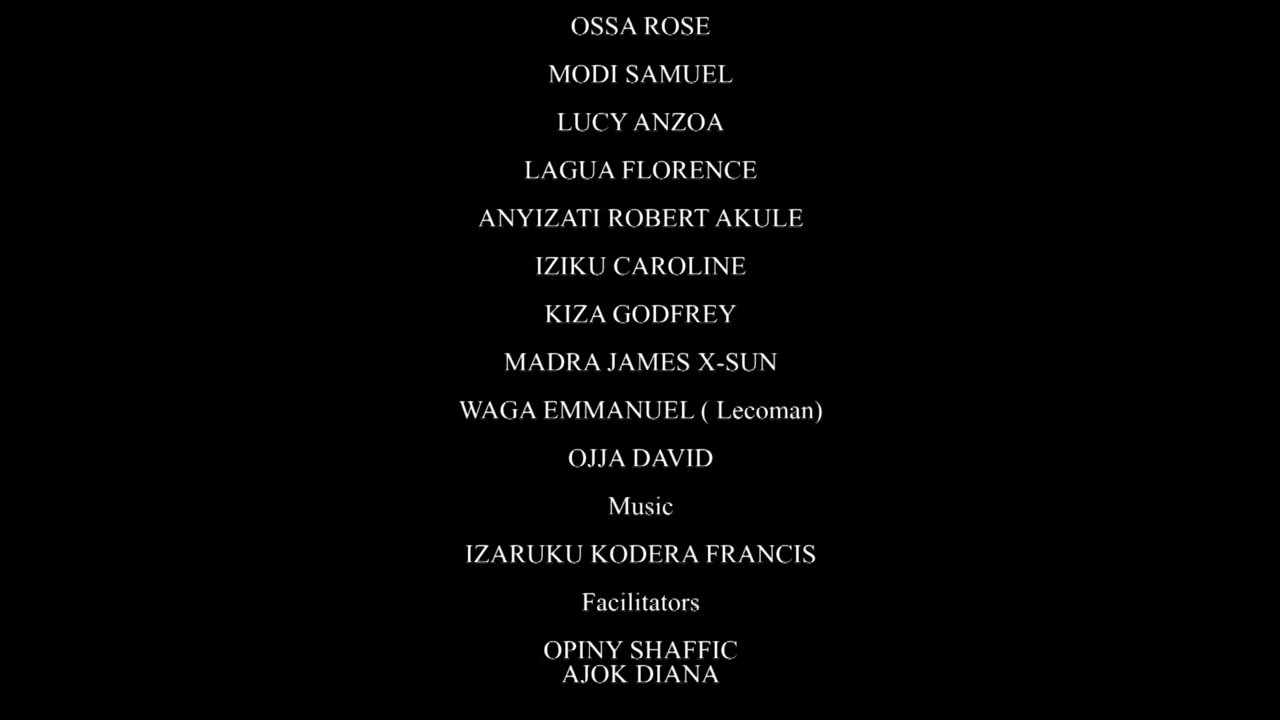 OSSA ROSE
MODI SAMUEL
LUCY ANZOA
LAGUA FLORENCE
ANYIZATI ROBERT AKULE
IZIKU CAROLINE
KIZA GODFREY
MADRA JAMES X-SUN
WAGA EMMANUEL ( Lecoman)
OJJA DAVID
Music
IZARUKU KODERA FRANCIS
Facilitators
OPINY SHAFFIC
AJOK DIANA